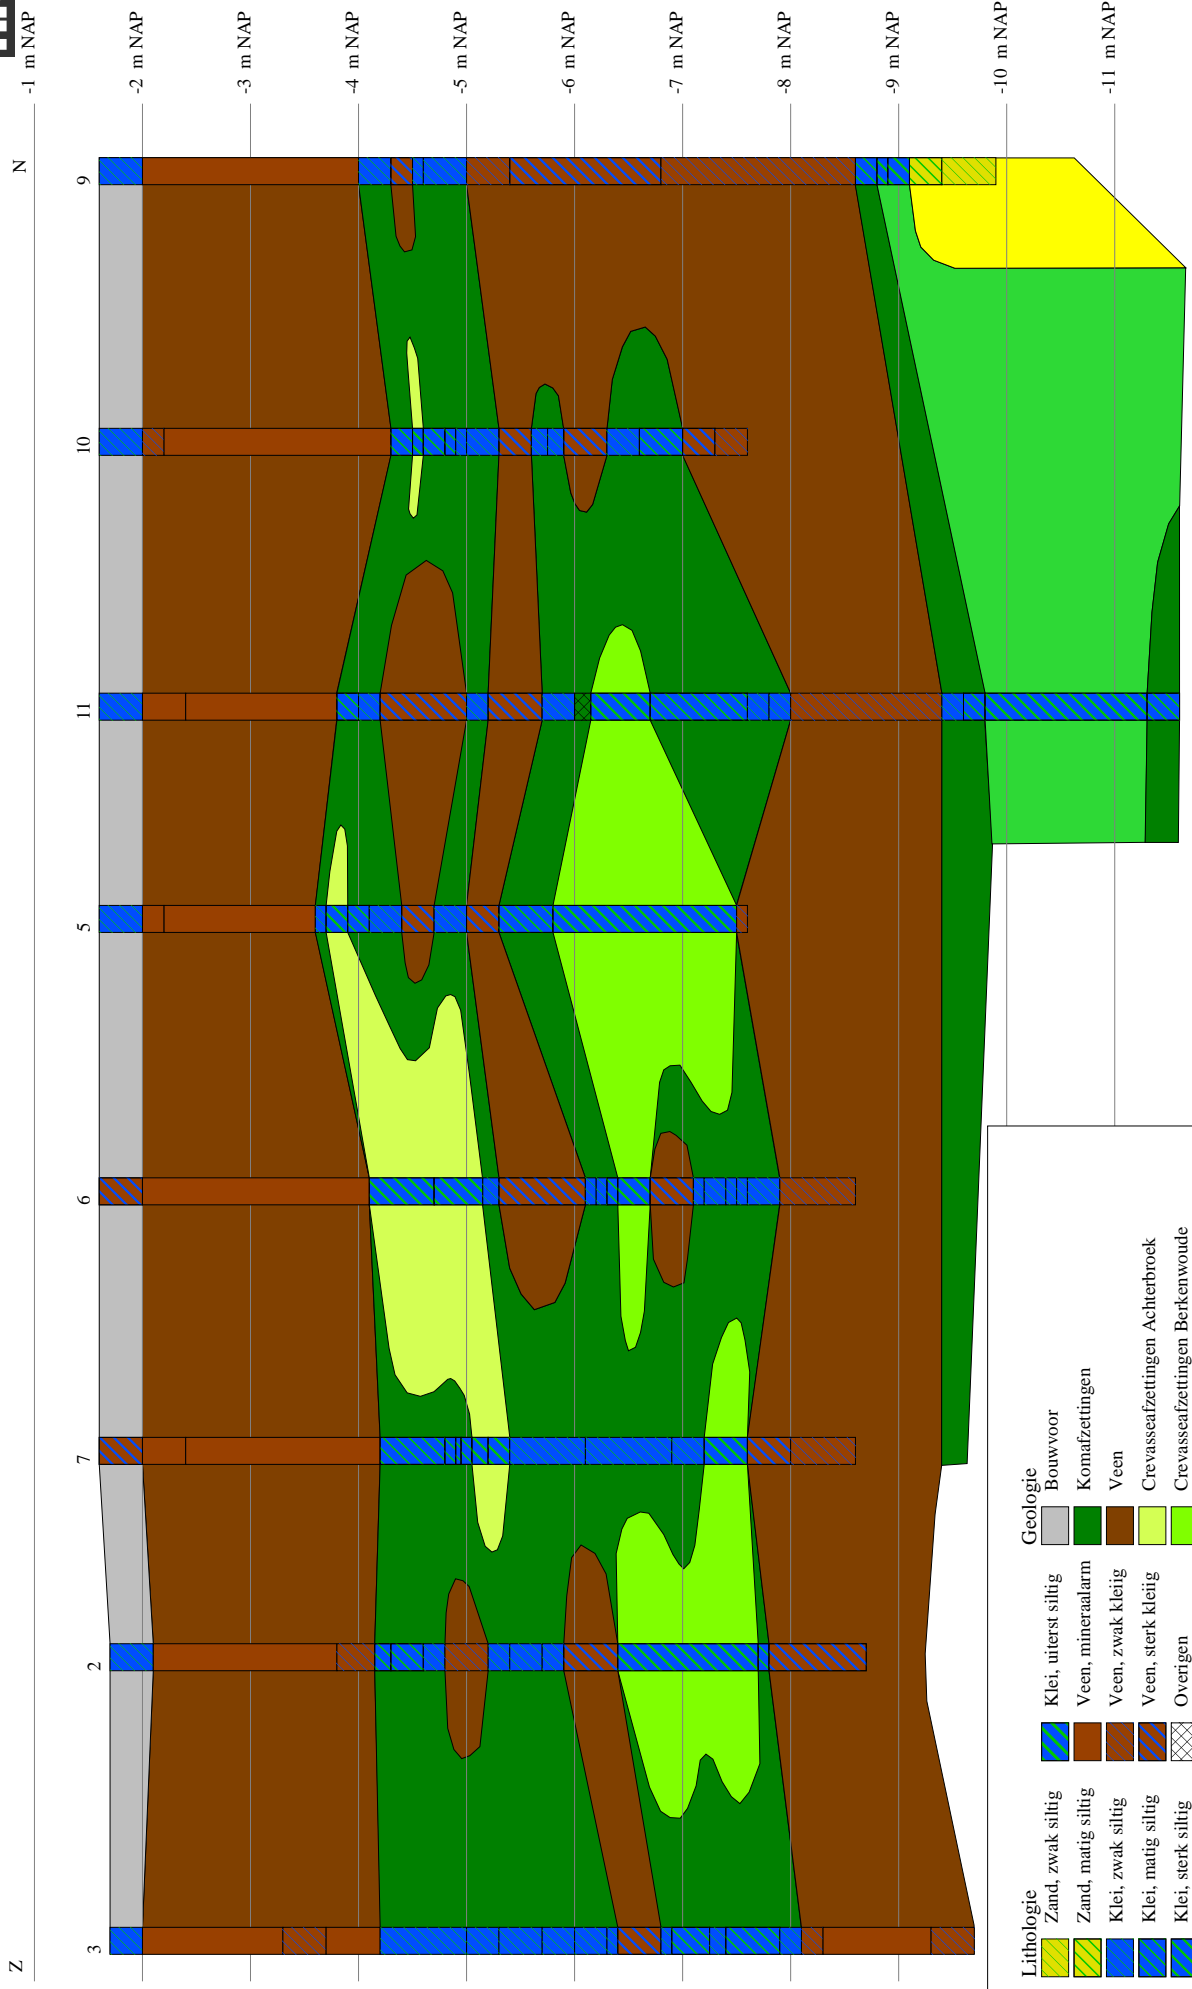 Z
N
3
2
7
6
5
11
10
9
-1 m NAP
-2 m NAP
-3 m NAP
-4 m NAP
-5 m NAP
-6 m NAP
-7 m NAP
-8 m NAP
-9 m NAP
-10 m NAP
-11 m NAP
Lithologie
Zand, zwak siltig
Zand, matig siltig
Klei, zwak siltig
Klei, matig siltig
Klei, sterk siltig
Klei, uiterst siltig
Veen, mineraalarm
Veen, zwak kleiig
Veen, sterk kleiig
Overigen
Geologie
Bouwvoor
Komafzettingen
Veen
Crevasseafzettingen Achterbroek
Crevasseafzettingen Berkenwoude